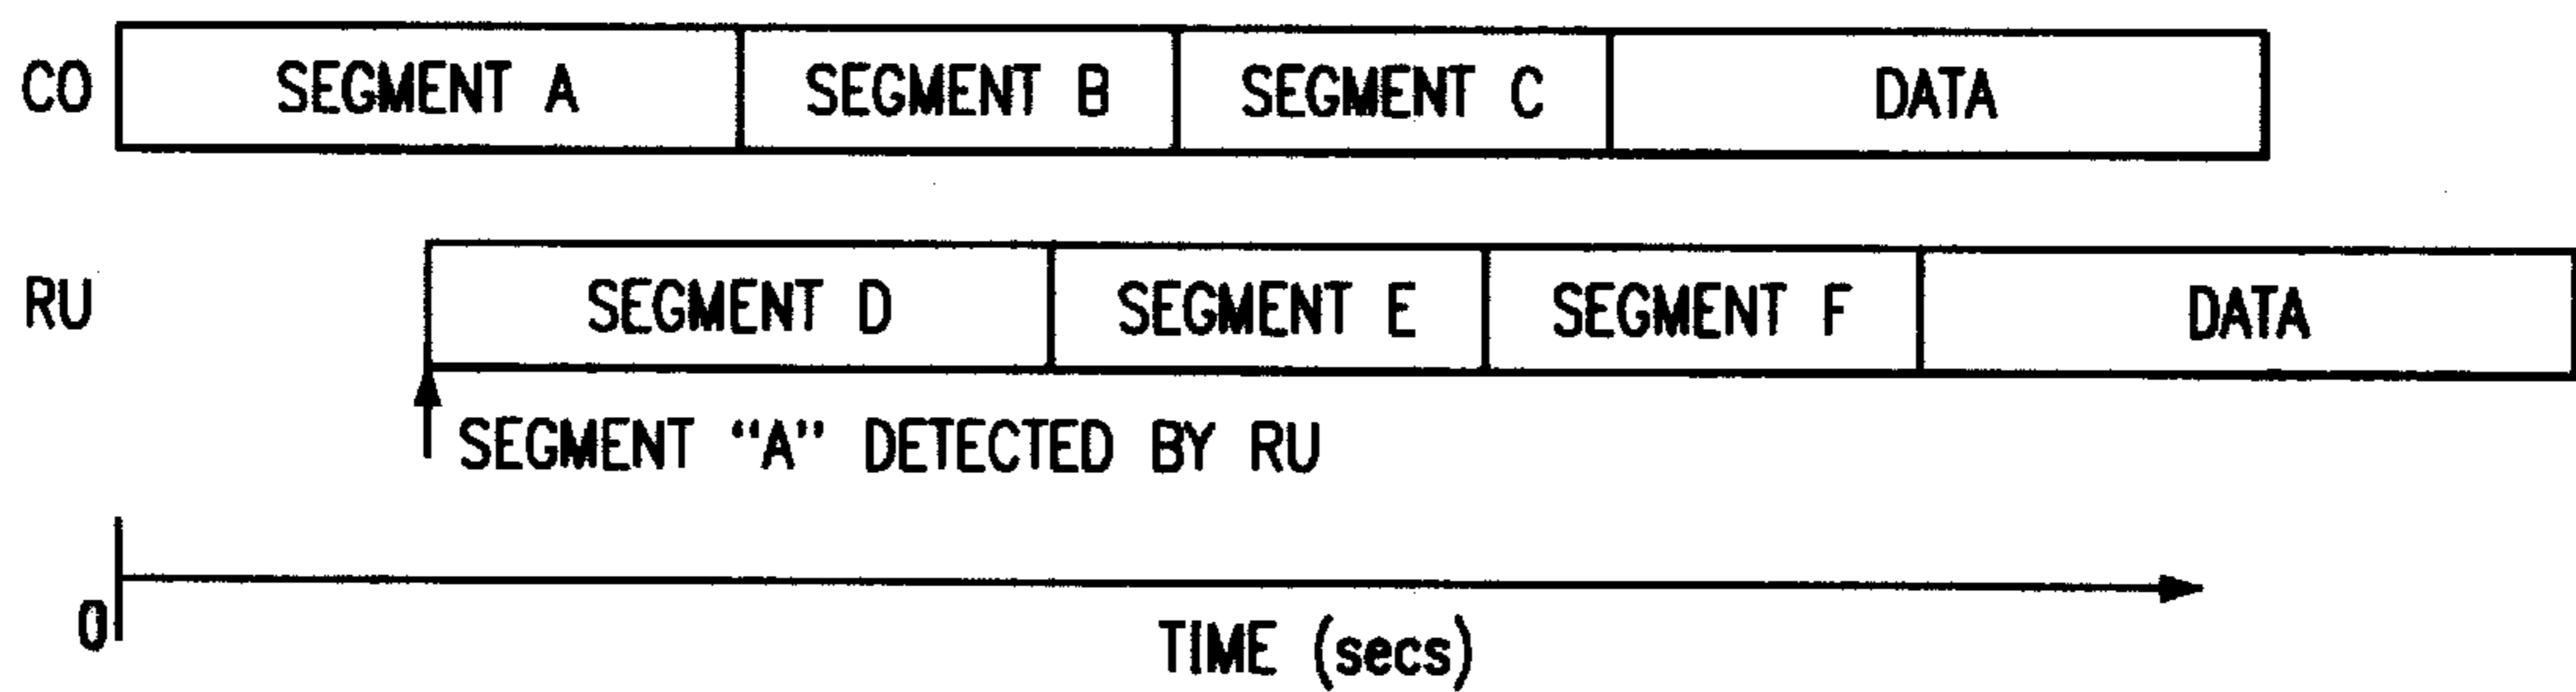 CO SEGMENT A SEGMENT B SEGMENT C DATA
RU SEGMENT D SEGMENT E SEGMENT F DATA
SEGMENT “A” DETECTED BY RU
0
TIME (secs)